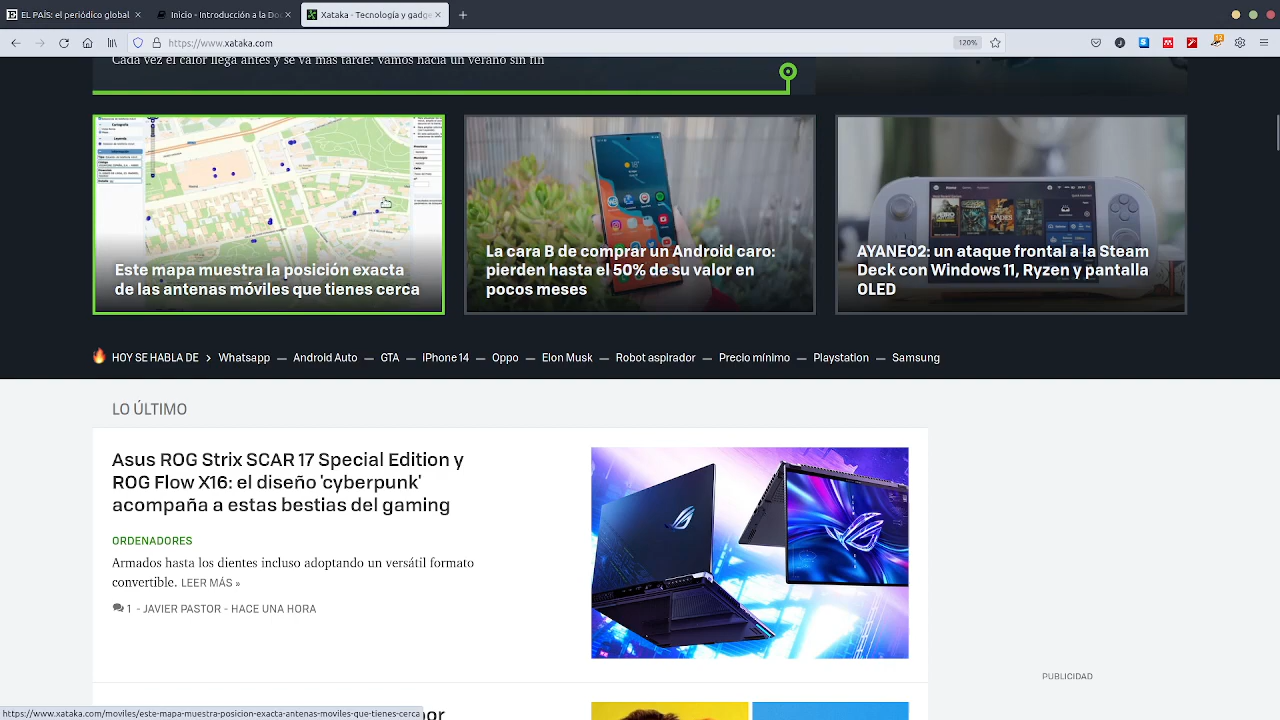 EL PAÍS: el periódico global
Inicio - Introducción a la Doc
Xataka - Tecnología y gadge
https://www.xataka.com
120%
Cada vez el calor llega antes y se va más tarde: vamos hacia un verano sin fin
Este mapa muestra la posición exacta
de las antenas móviles que tienes cerca
La cara B de comprar un Android caro:
pierden hasta el 50% de su valor en
pocos meses
AYANEO2: un ataque frontal a la Steam
Deck con Windows 11, Ryzen y pantalla
OLED
HOY SE HABLA DE > Whatsapp — Android Auto — GTA — iPhone 14 — Oppo — Elon Musk — Robot aspirador — Precio mínimo — Playstation — Samsung
LO ÚLTIMO
Asus ROG Strix SCAR 17 Special Edition y
ROG Flow X16: el diseño 'cyberpunk'
acompaña a estas bestias del gaming
ORDENADORES
Armados hasta los dientes incluso adoptando un versátil formato
convertible. LEER MÁS »
1 - JAVIER PASTOR - HACE UNA HORA
PUBLICIDAD
https://www.xataka.com/moviles/este-mapa-muestra-posicion-exacta-antenas-moviles-que-tienes-cerca